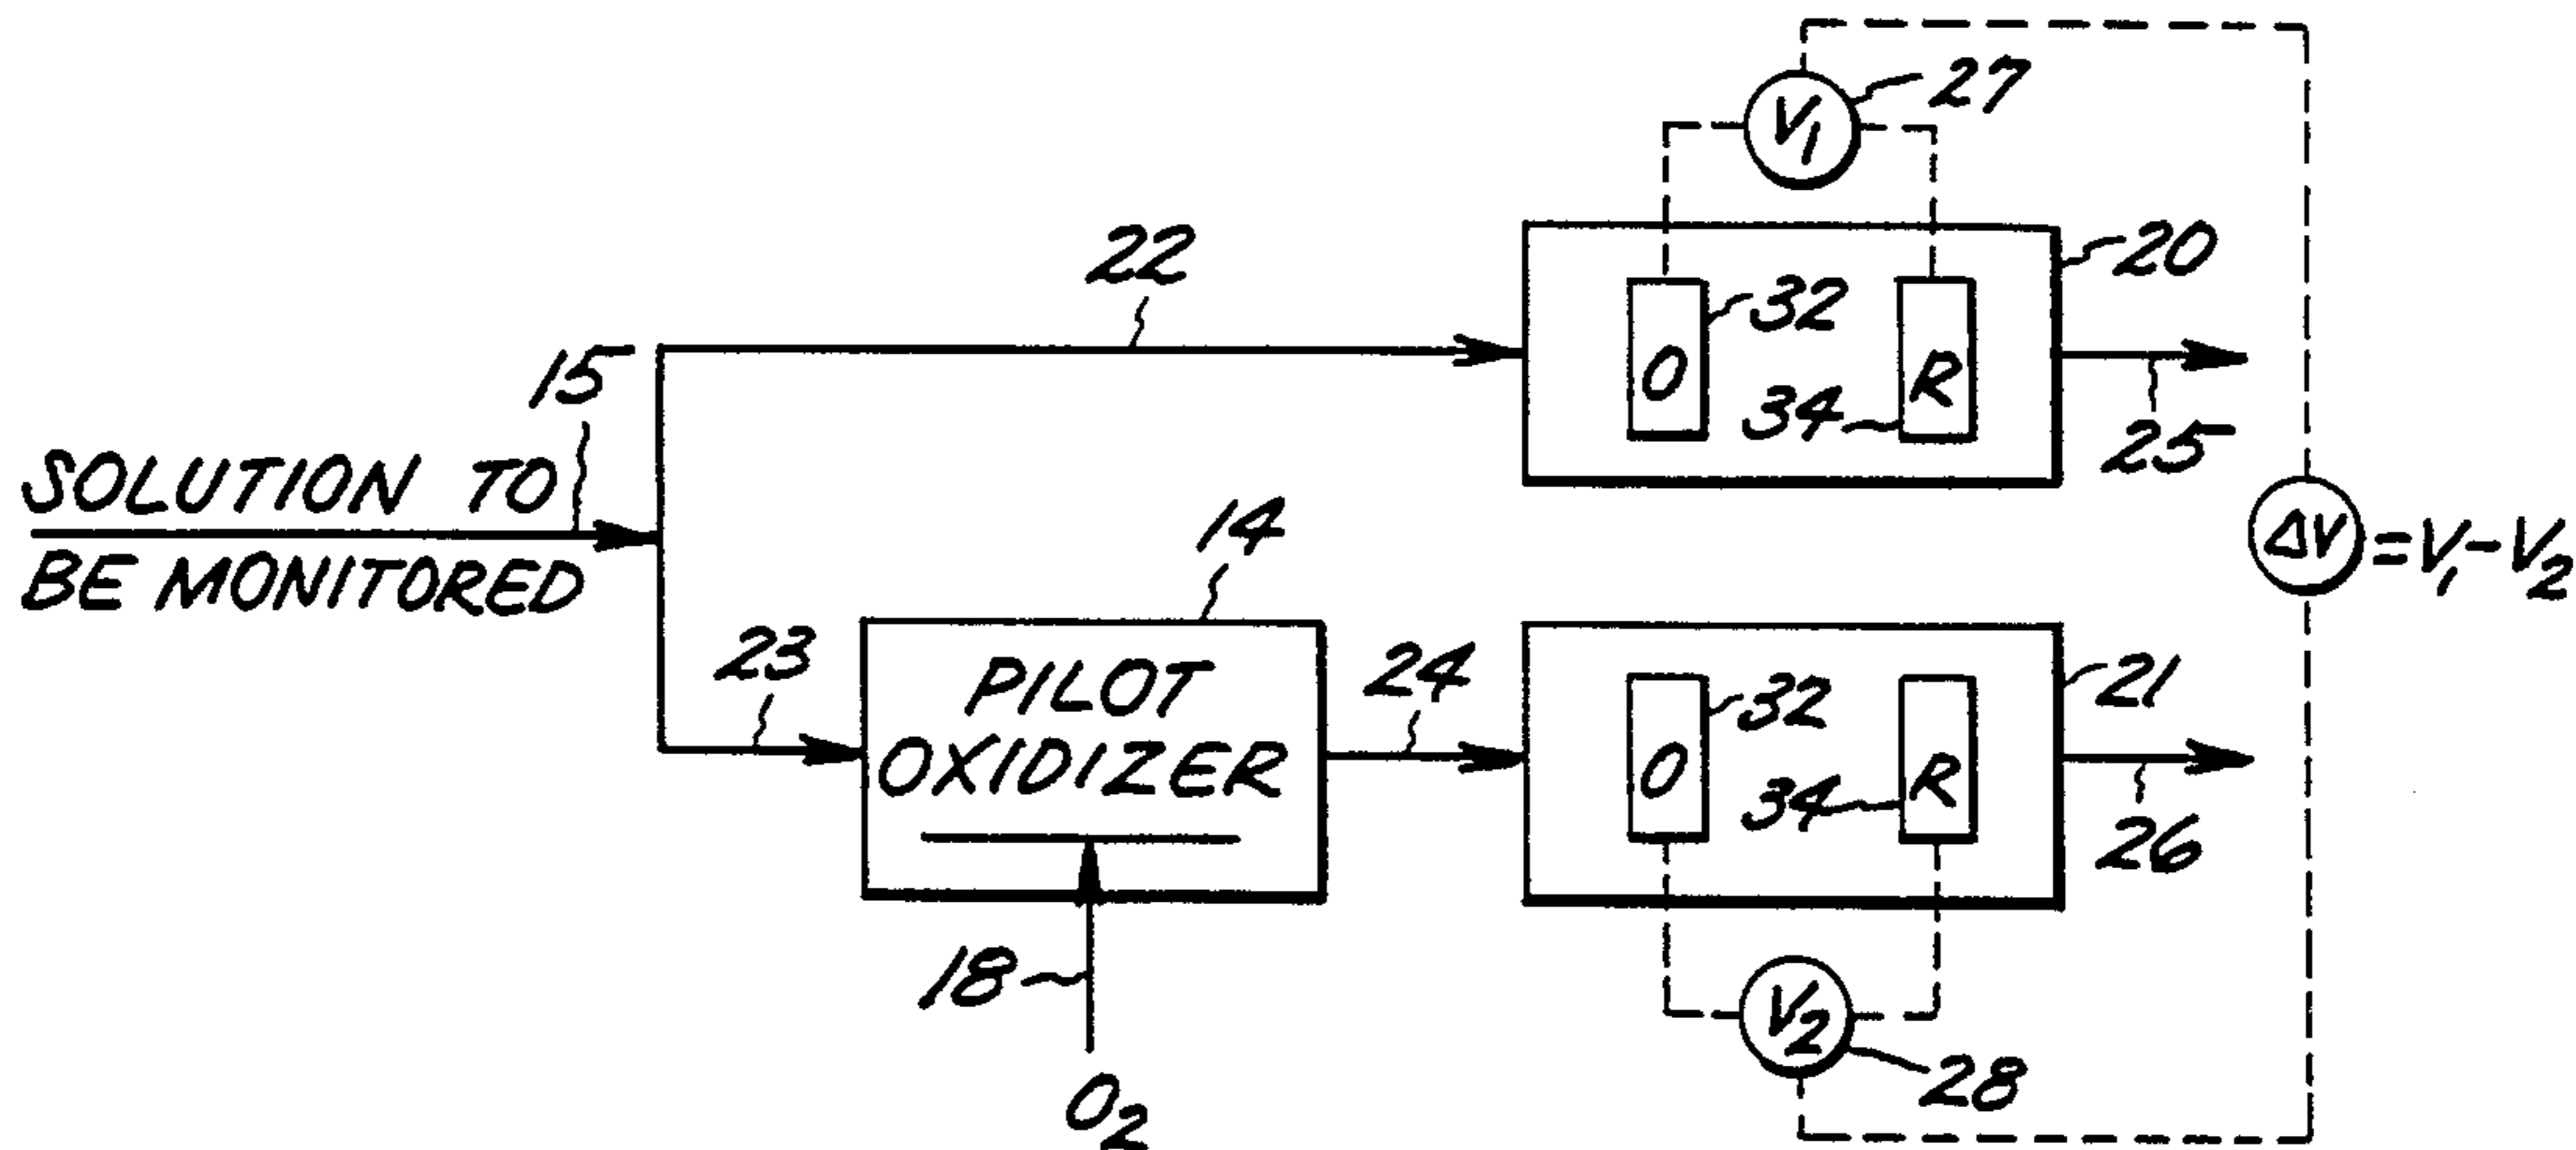 27
V1
20
22
32
O
34
R
25
15
SOLUTION TO
BE MONITORED
ΔV = V1 - V2
14
23
PILOT
OXIDIZER
24
32
O
34
R
21
26
18
O2
V2
28